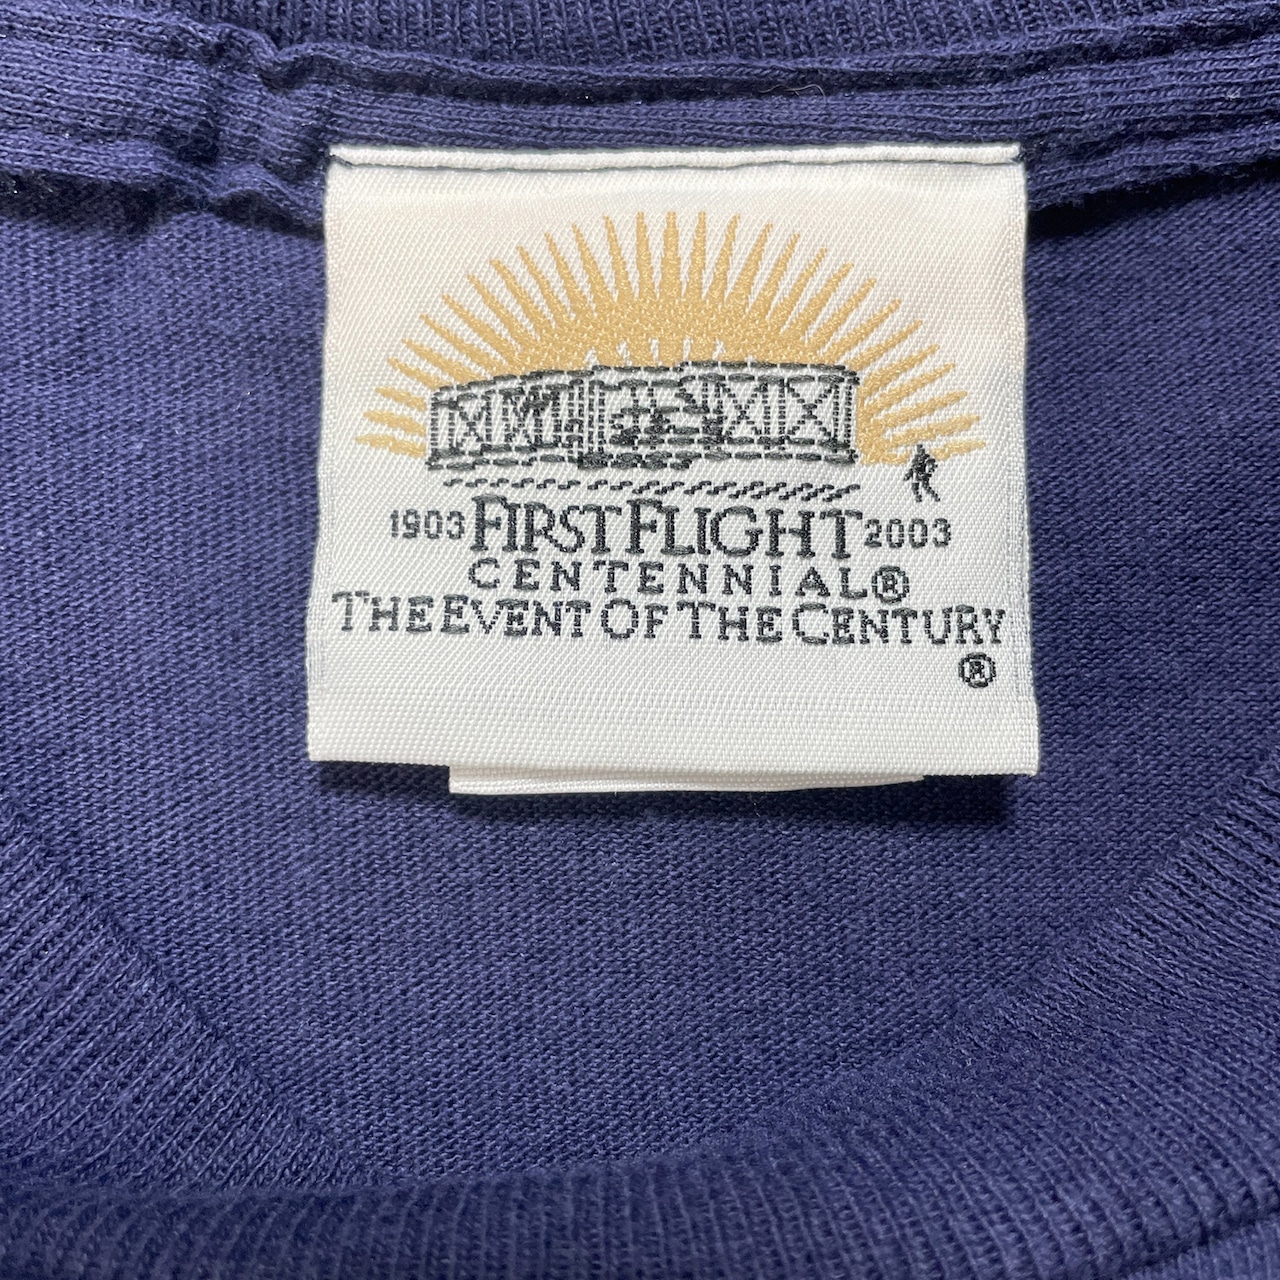 1903 FIRST FLIGHT 2003
CENTENNIAL®
THE EVENT OF THE CENTURY
®